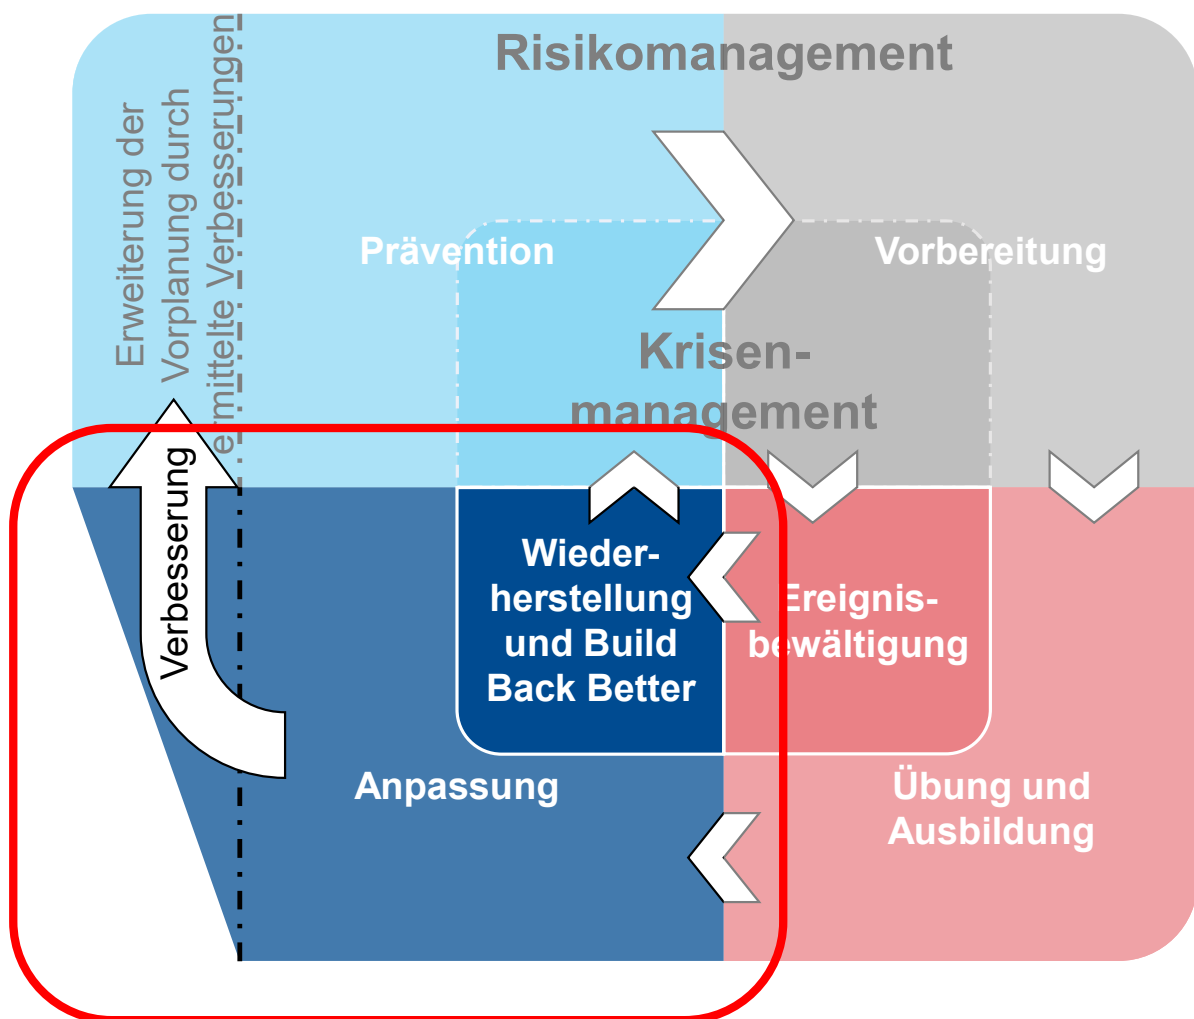 Risikomanagement
Erweiterung der
Vorplanung durch
ermittelte Verbesserungen
Prävention
Vorbereitung
Krisen-
management
Verbesserung
Wieder-
herstellung
und Build
Back Better
Ereignis-
bewältigung
Anpassung
Übung und
Ausbildung